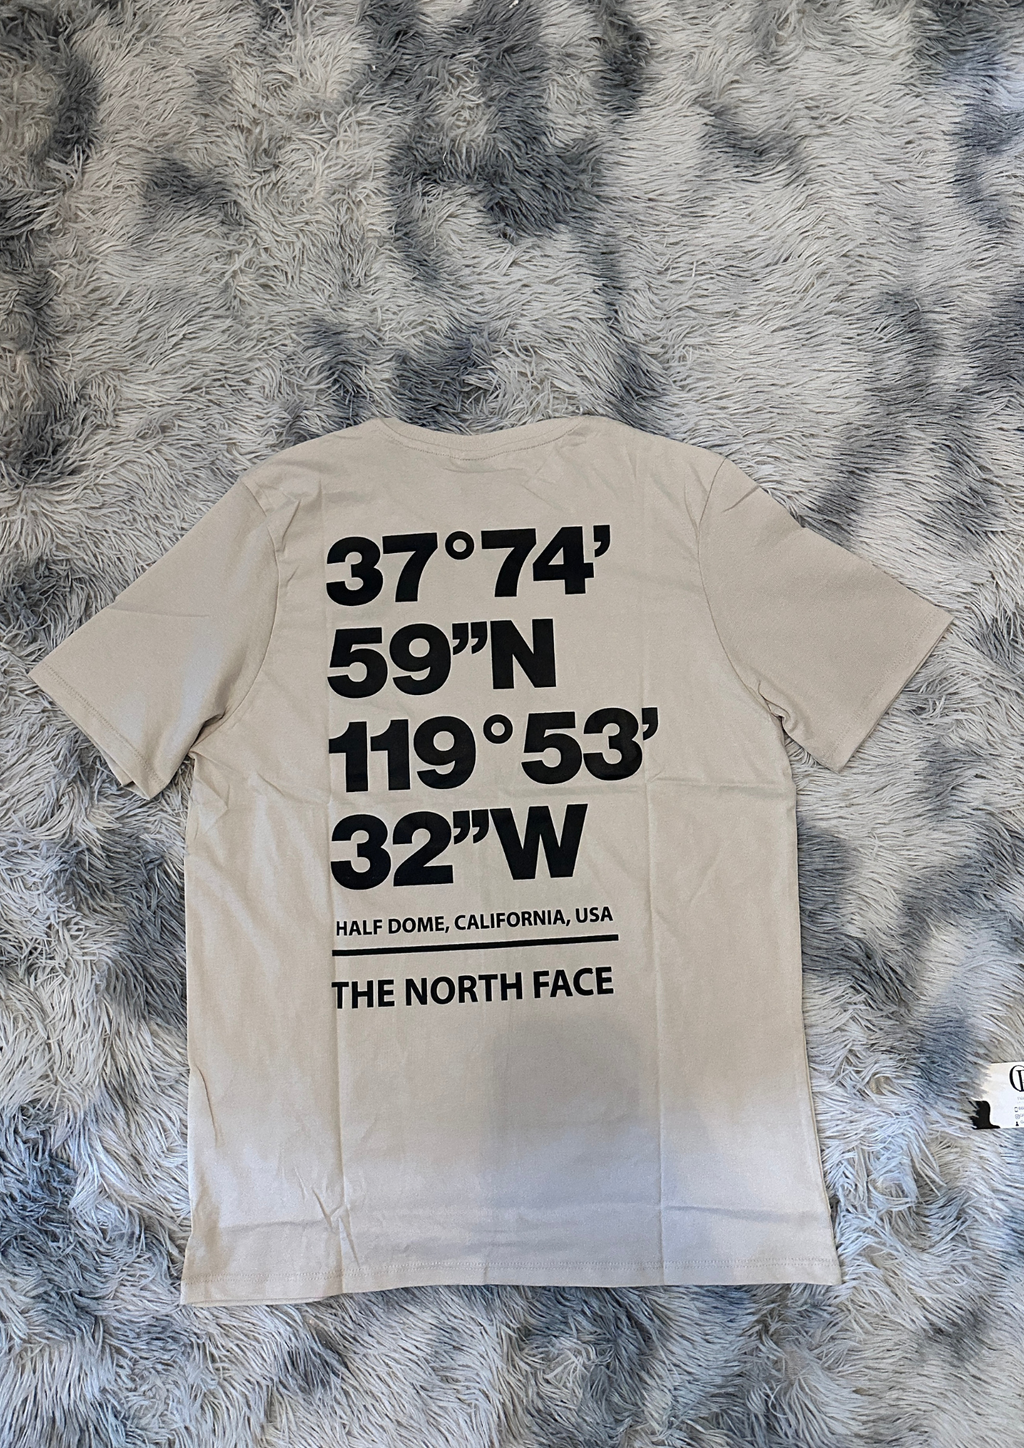 37°74’
59”N
119°53’
32”W
HALF DOME, CALIFORNIA, USA
THE NORTH FACE